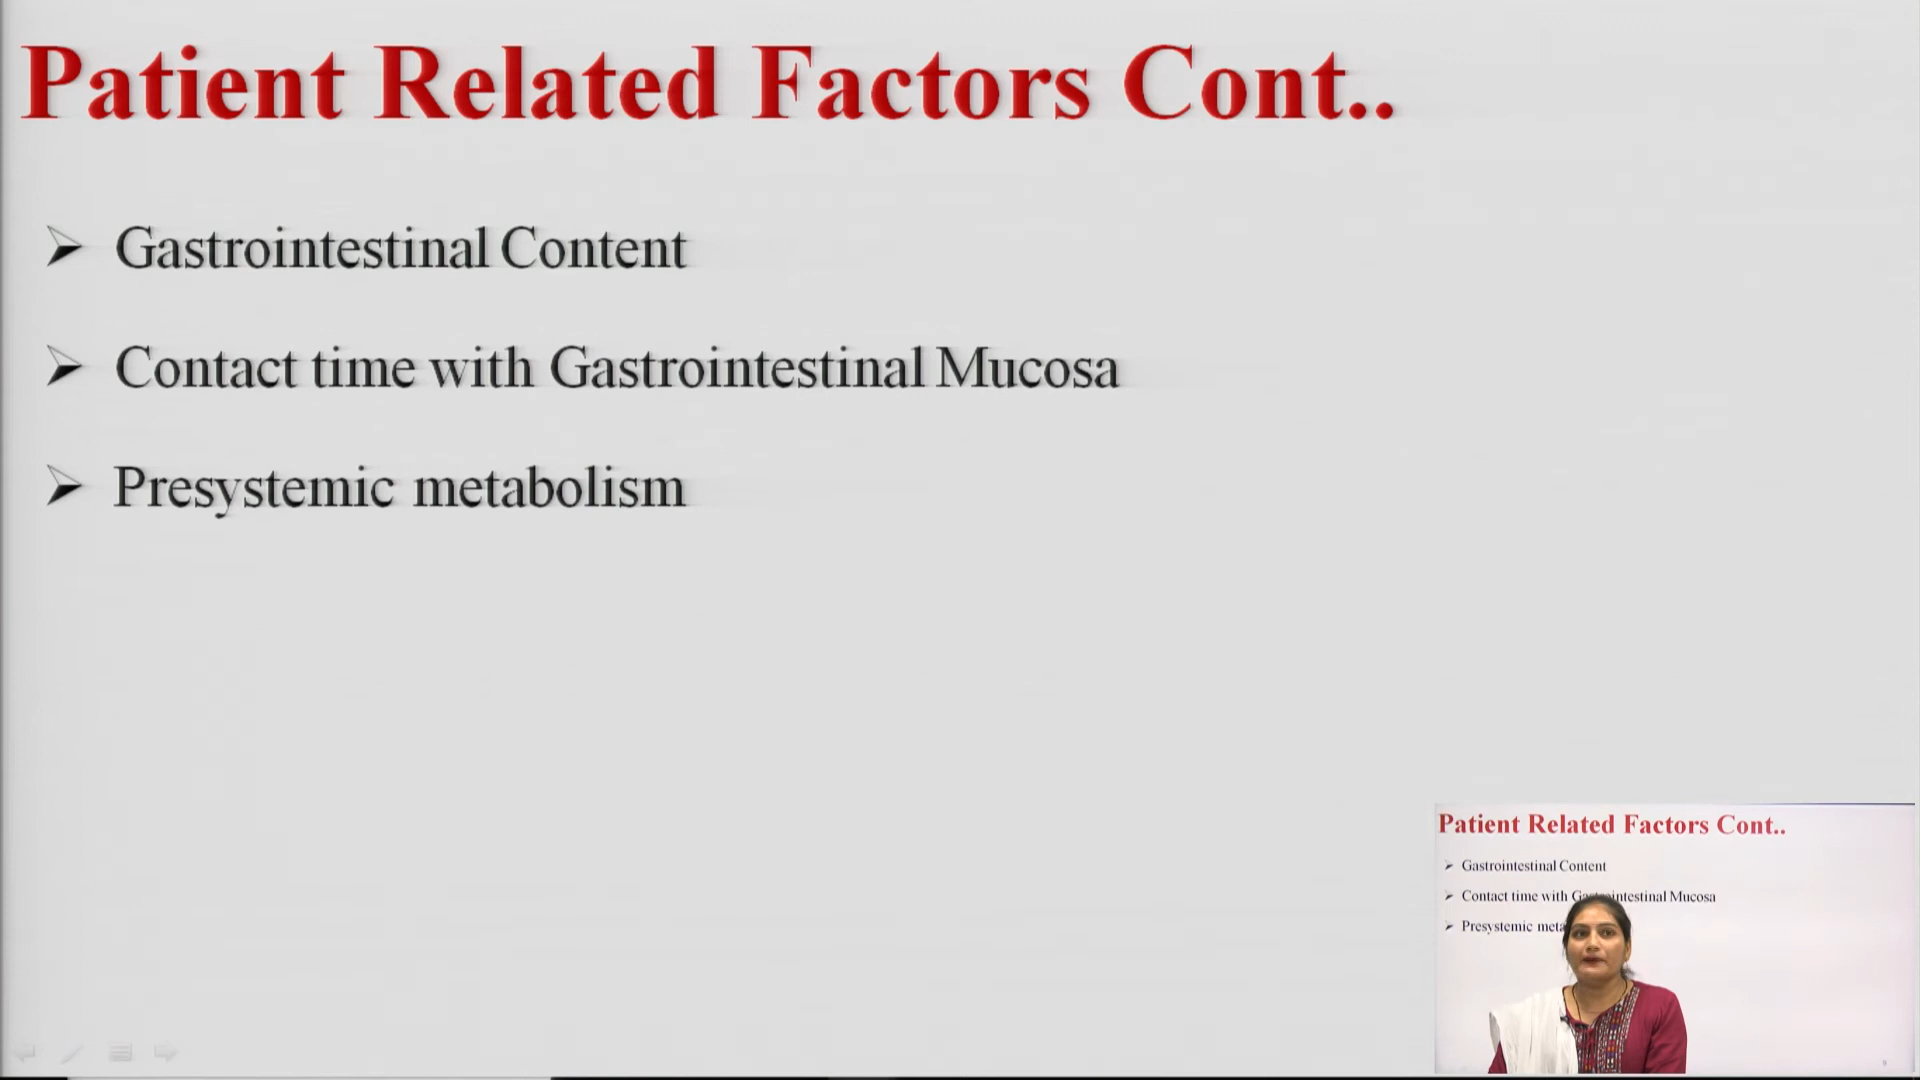 Patient Related Factors Cont..
Gastrointestinal Content
Contact time with Gastrointestinal Mucosa
Presystemic metabolism
Patient Related Factors Cont..
Gastrointestinal Content
Contact time with Gastrointestinal Mucosa
Presystemic